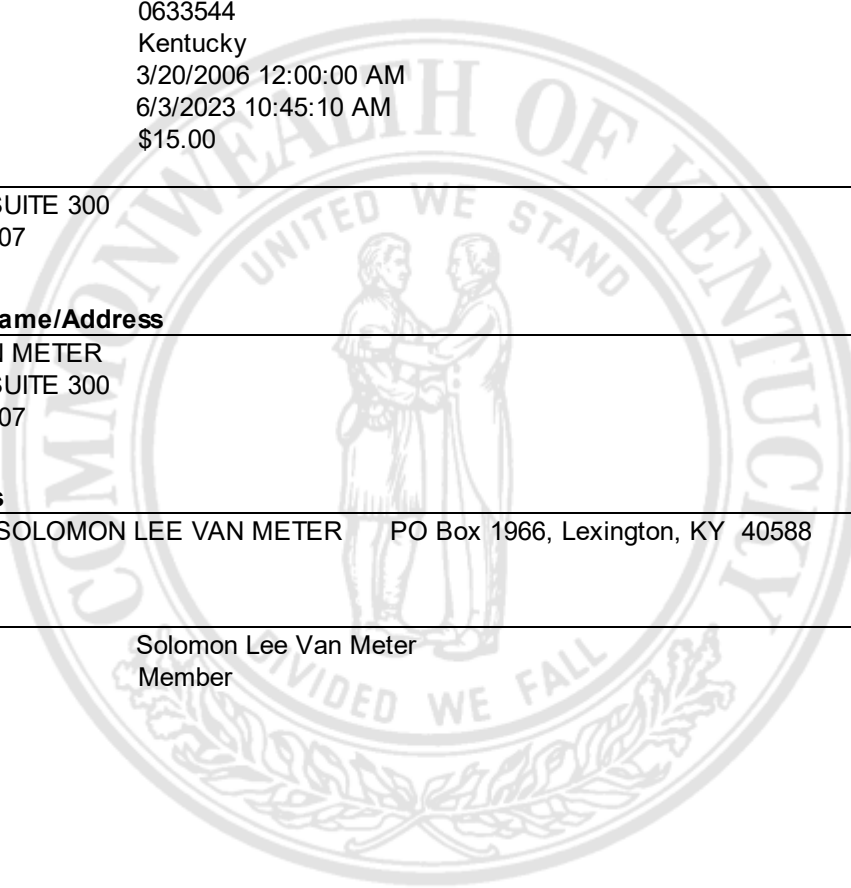 0633544
Kentucky
3/20/2006 12:00:00 AM
6/3/2023 10:45:10 AM
$15.00
SUITE 300
07
ame/Address
N METER
SUITE 300
07
s
SOLOMON LEE VAN METER PO Box 1966, Lexington, KY 40588
Solomon Lee Van Meter
Member
COMMONWEALTH OF KENTUCKY
UNITED WE STAND
DIVIDED WE FALL